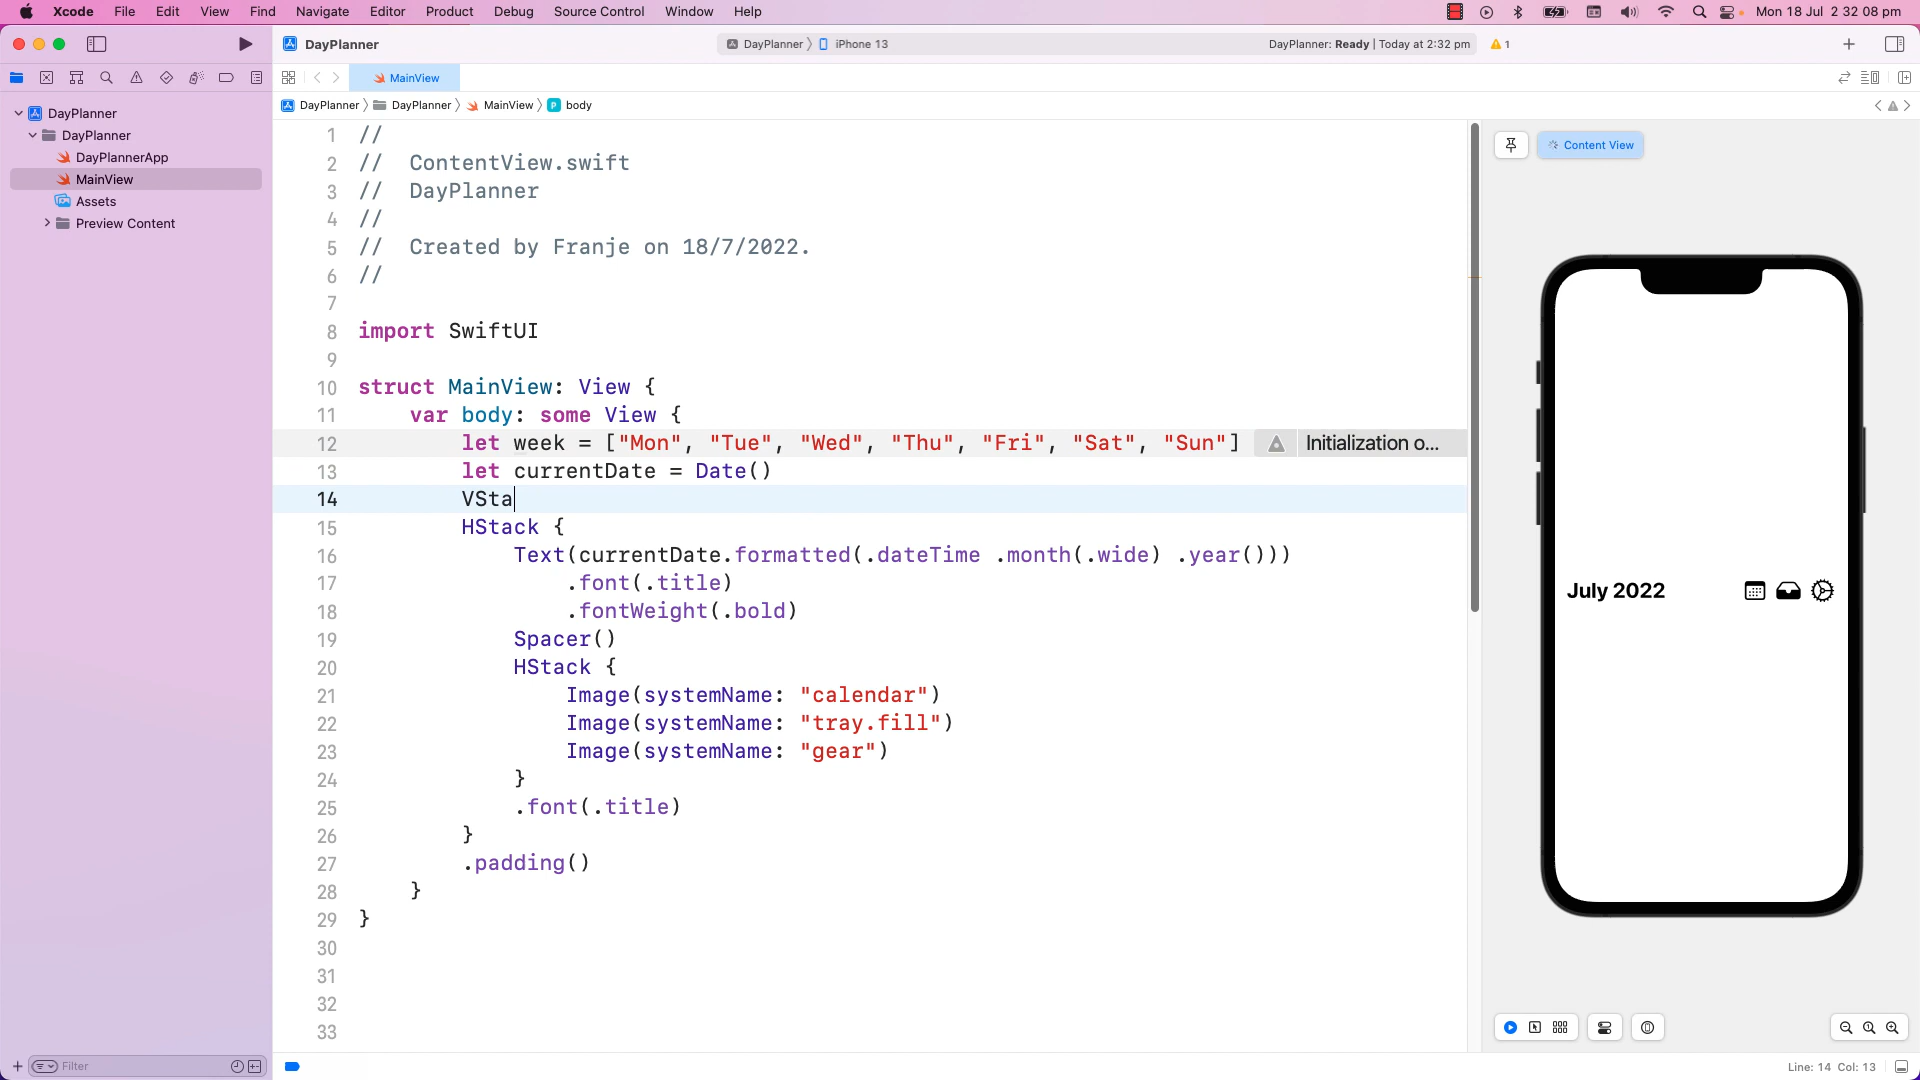 Xcode File Edit View Find Navigate Editor Product Debug Source Control Window Help Mon 18 Jul 2 32 08 pm
DayPlanner DayPlanner iPhone 13 DayPlanner: Ready | Today at 2:32 pm 1
MainView
DayPlanner DayPlanner MainView body
DayPlanner
DayPlanner
DayPlannerApp
MainView
Assets
Preview Content
1 //
2 // ContentView.swift
3 // DayPlanner
4 //
5 // Created by Franje on 18/7/2022.
6 //
7
8 import SwiftUI
9
10 struct MainView: View {
11 var body: some View {
12 let week = ["Mon", "Tue", "Wed", "Thu", "Fri", "Sat", "Sun"] Initialization o...
13 let currentDate = Date()
14 VSta
15 HStack {
16 Text(currentDate.formatted(.dateTime .month(.wide) .year()))
17 .font(.title)
18 .fontWeight(.bold)
19 Spacer()
20 HStack {
21 Image(systemName: "calendar")
22 Image(systemName: "tray.fill")
23 Image(systemName: "gear")
24 }
25 .font(.title)
26 }
27 .padding()
28 }
29 }
30
31
32
33
Content View
July 2022
Filter
Line: 14 Col: 13